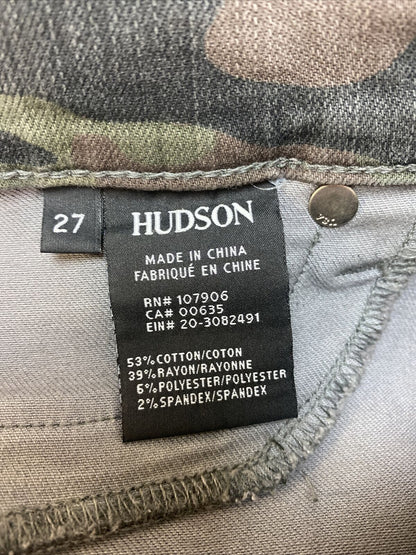 27
HUDSON
MADE IN CHINA
FABRIQUÉ EN CHINE
RN# 107906
CA# 00635
EIN# 20-3082491
53%COTTON/COTON
39%RAYON/RAYONNE
6%POLYESTER/POLYESTER
2%SPANDEX/SPANDEX